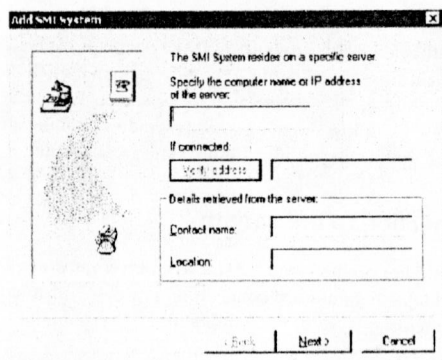 Add SMI System
The SMI System resides on a specific server
Specify the computer name or IP address
of the server:
If connected:
Verify address
Details retrieved from the server:
Contact name:
Location:
< Back
Next >
Cancel